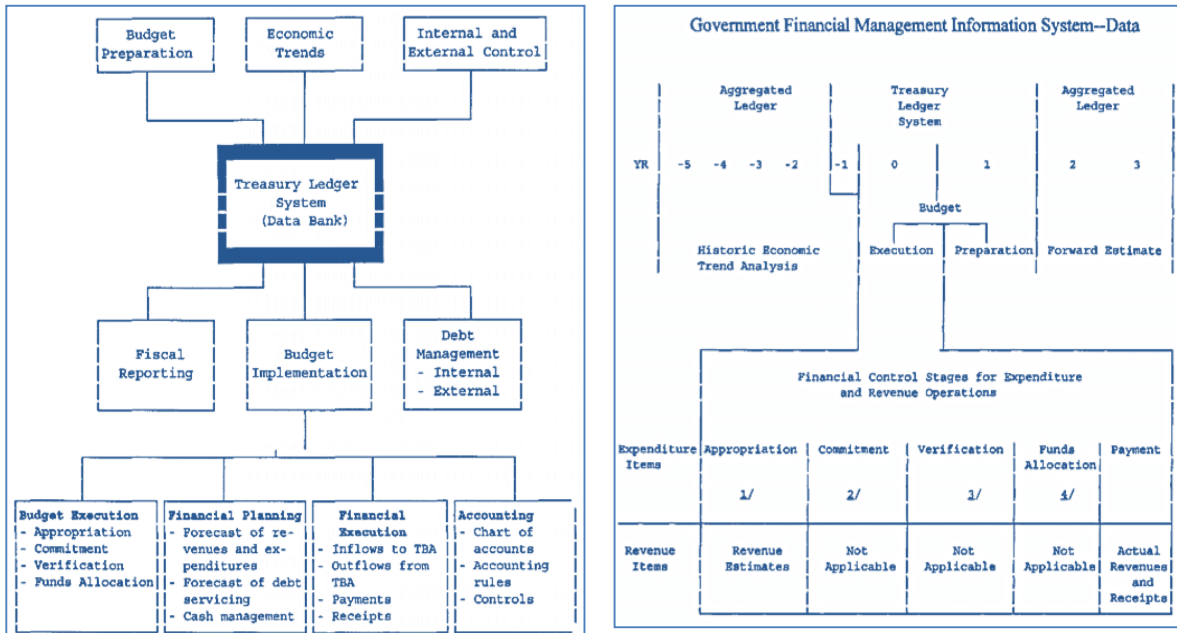 Budget
Preparation
Economic
Trends
Internal and
External Control
Treasury Ledger
System
(Data Bank)
Fiscal
Reporting
Budget
Implementation
Debt
Management
- Internal
- External
Budget Execution
- Appropriation
- Commitment
- Verification
- Funds Allocation
Financial Planning
- Forecast of re-
venues and ex-
penditures
- Forecast of debt
servicing
- Cash management
Financial
Execution
- Inflows to TBA
- Outflows from
TBA
- Payments
- Receipts
Accounting
- Chart of
accounts
- Accounting
rules
- Controls
Government Financial Management Information System--Data
Aggregated
Ledger
Treasury
Ledger
System
Aggregated
Ledger
YR -5 -4 -3 -2 -1 0 1 2 3
Budget
Historic Economic
Trend Analysis
Execution
Preparation
Forward Estimate
Financial Control Stages for Expenditure
and Revenue Operations
Expenditure
Items
Appropriation
1/
Commitment
2/
Verification
3/
Funds
Allocation
4/
Payment
Revenue
Items
Revenue
Estimates
Not
Applicable
Not
Applicable
Not
Applicable
Actual
Revenues
and
Receipts